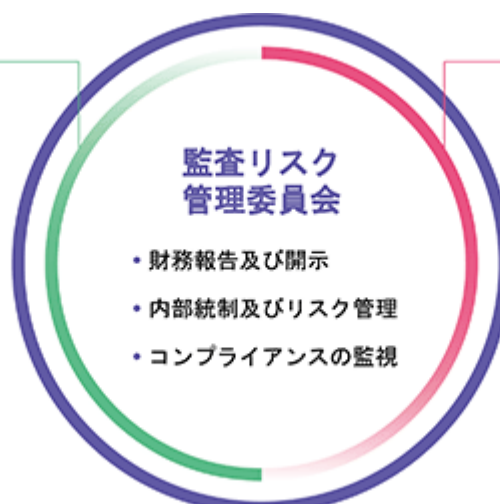 監査リスク
管理委員会
• 財務報告及び開示
• 内部統制及びリスク管理
• コンプライアンスの監視